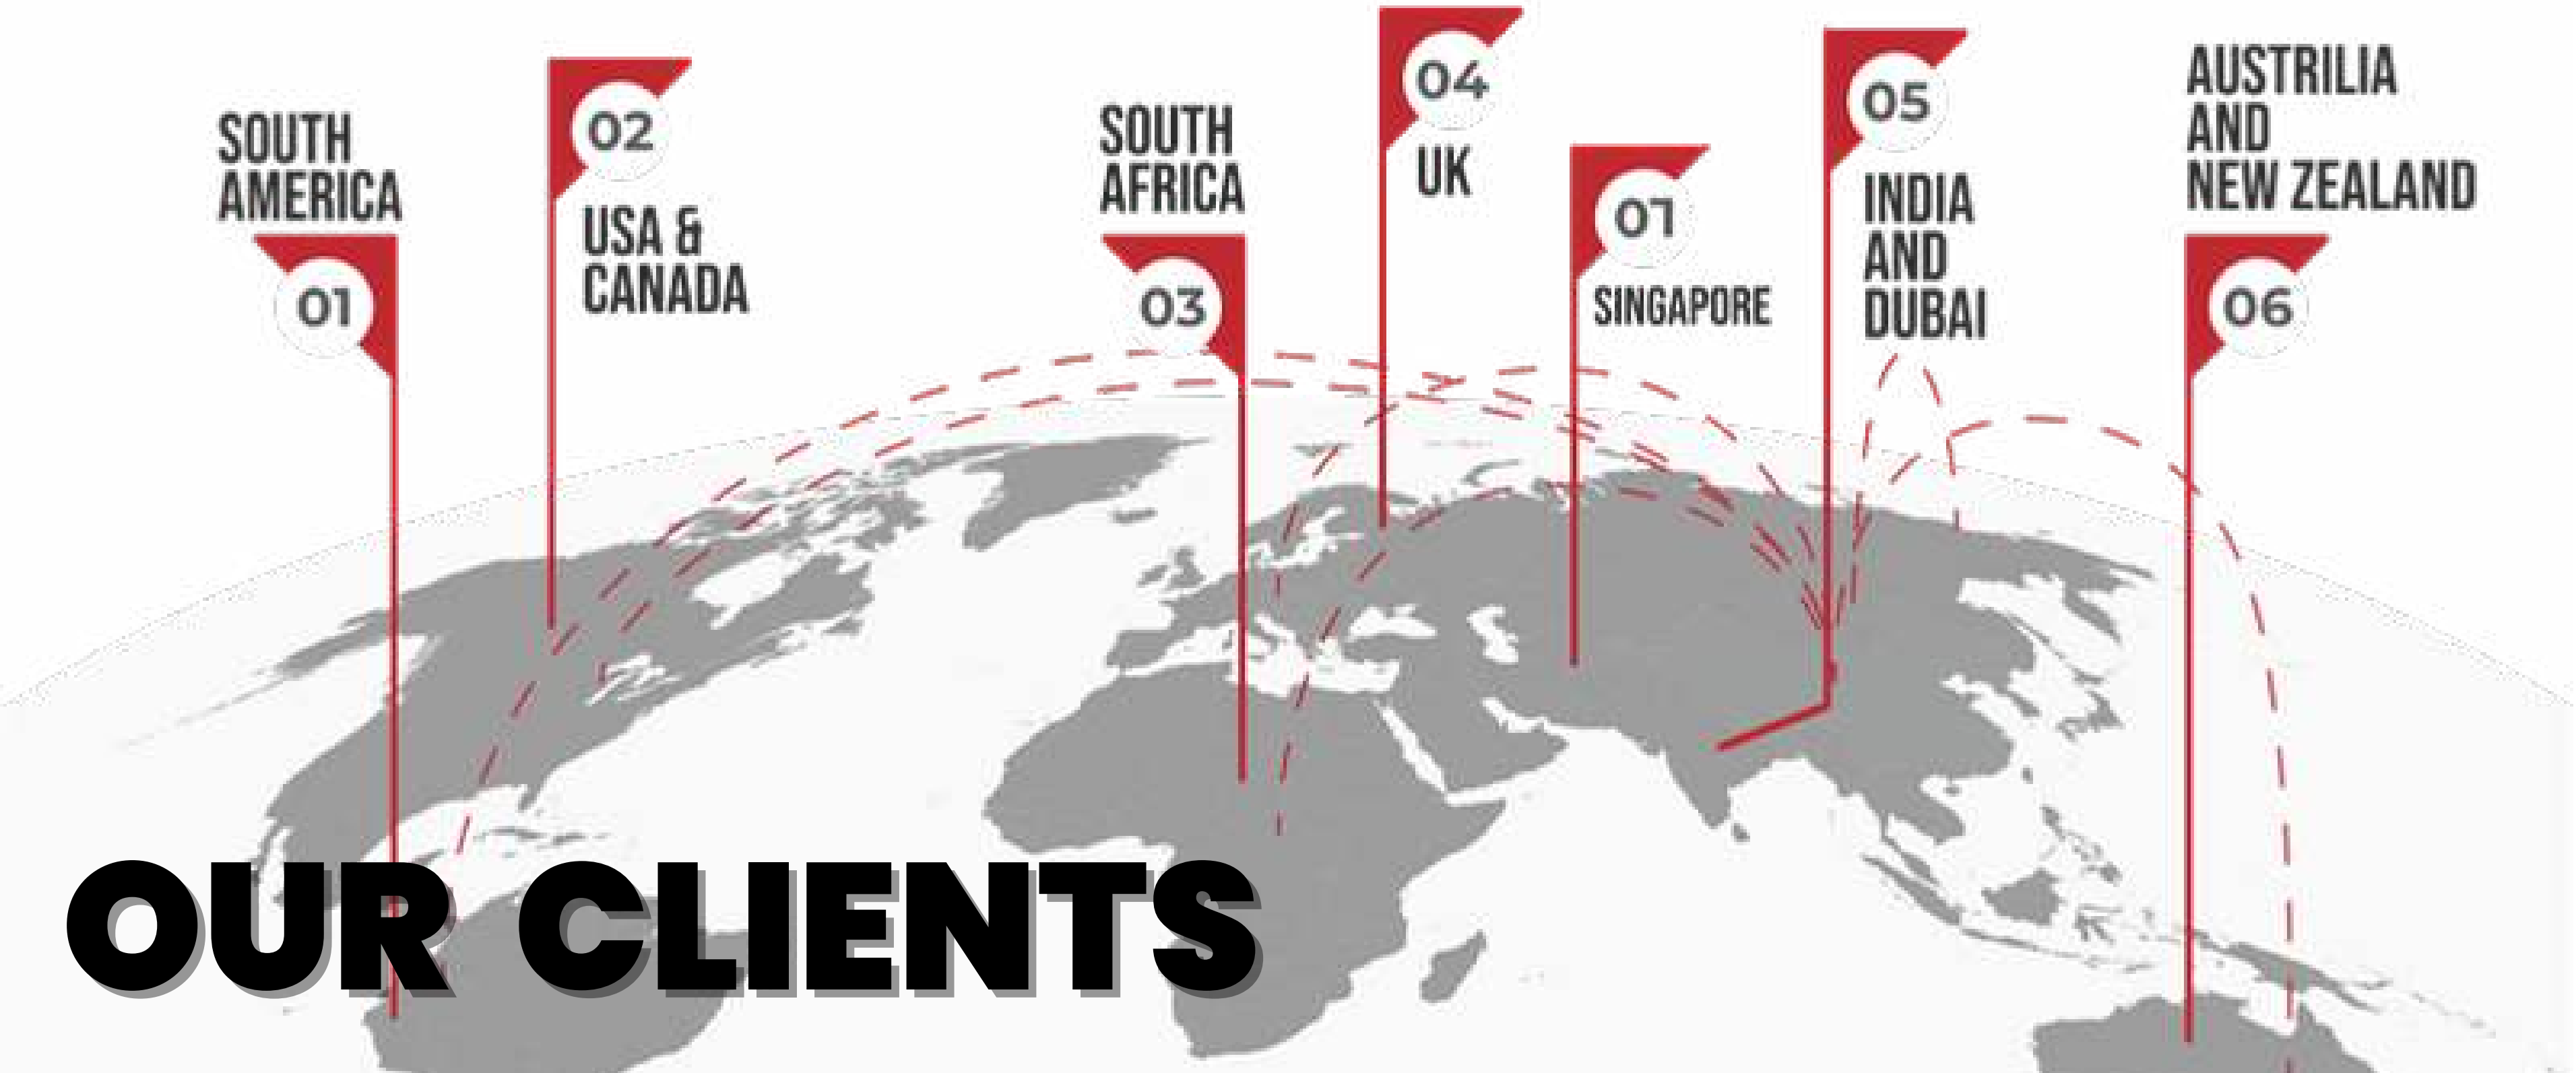 SOUTH
AMERICA
01
02
USA &
CANADA
SOUTH
AFRICA
03
04
UK
01
SINGAPORE
05
INDIA
AND
DUBAI
AUSTRILIA
AND
NEW ZEALAND
06
OUR CLIENTS